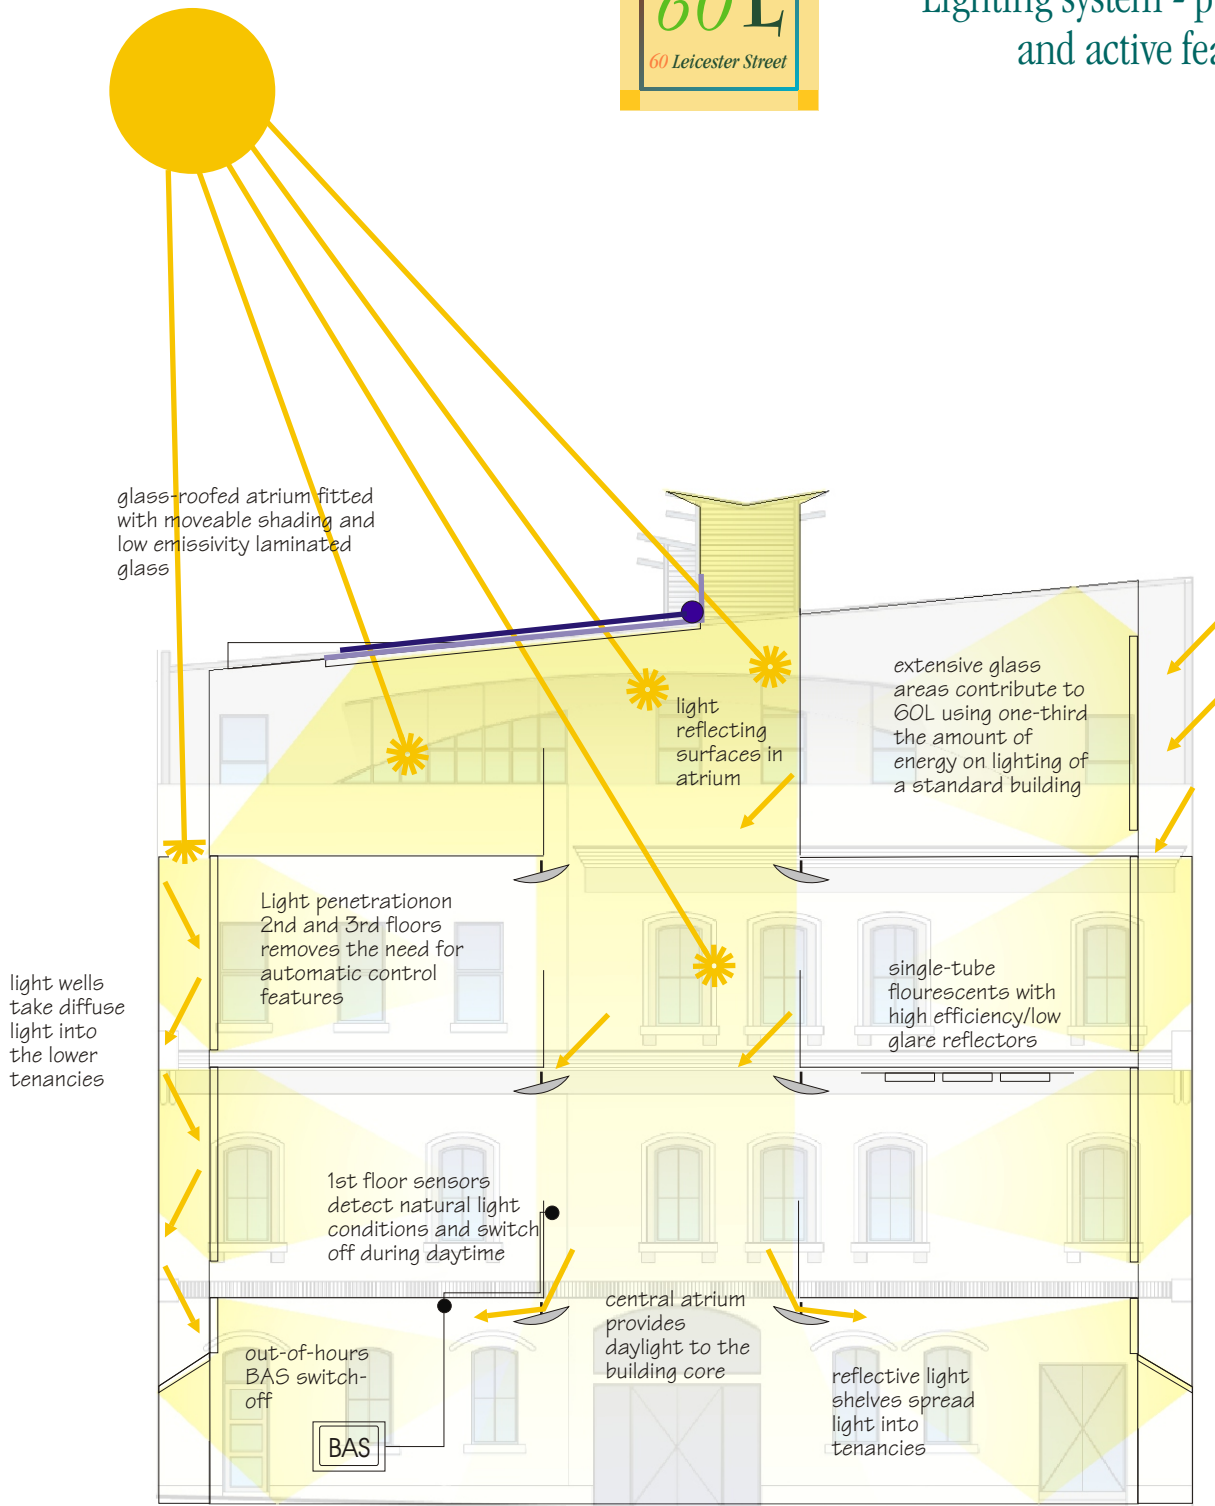 60 L
60 Leicester Street
Lighting system - p
and active fea
glass-roofed atrium fitted
with moveable shading and
low emissivity laminated
glass
light
reflecting
surfaces in
atrium
extensive glass
areas contribute to
60L using one-third
the amount of
energy on lighting of
a standard building
Light penetrationon
2nd and 3rd floors
removes the need for
automatic control
features
light wells
take diffuse
light into
the lower
tenancies
single-tube
flourescents with
high efficiency/low
glare reflectors
1st floor sensors
detect natural light
conditions and switch
off during daytime
central atrium
provides
daylight to the
building core
out-of-hours
BAS switch-
off
BAS
reflective light
shelves spread
light into
tenancies